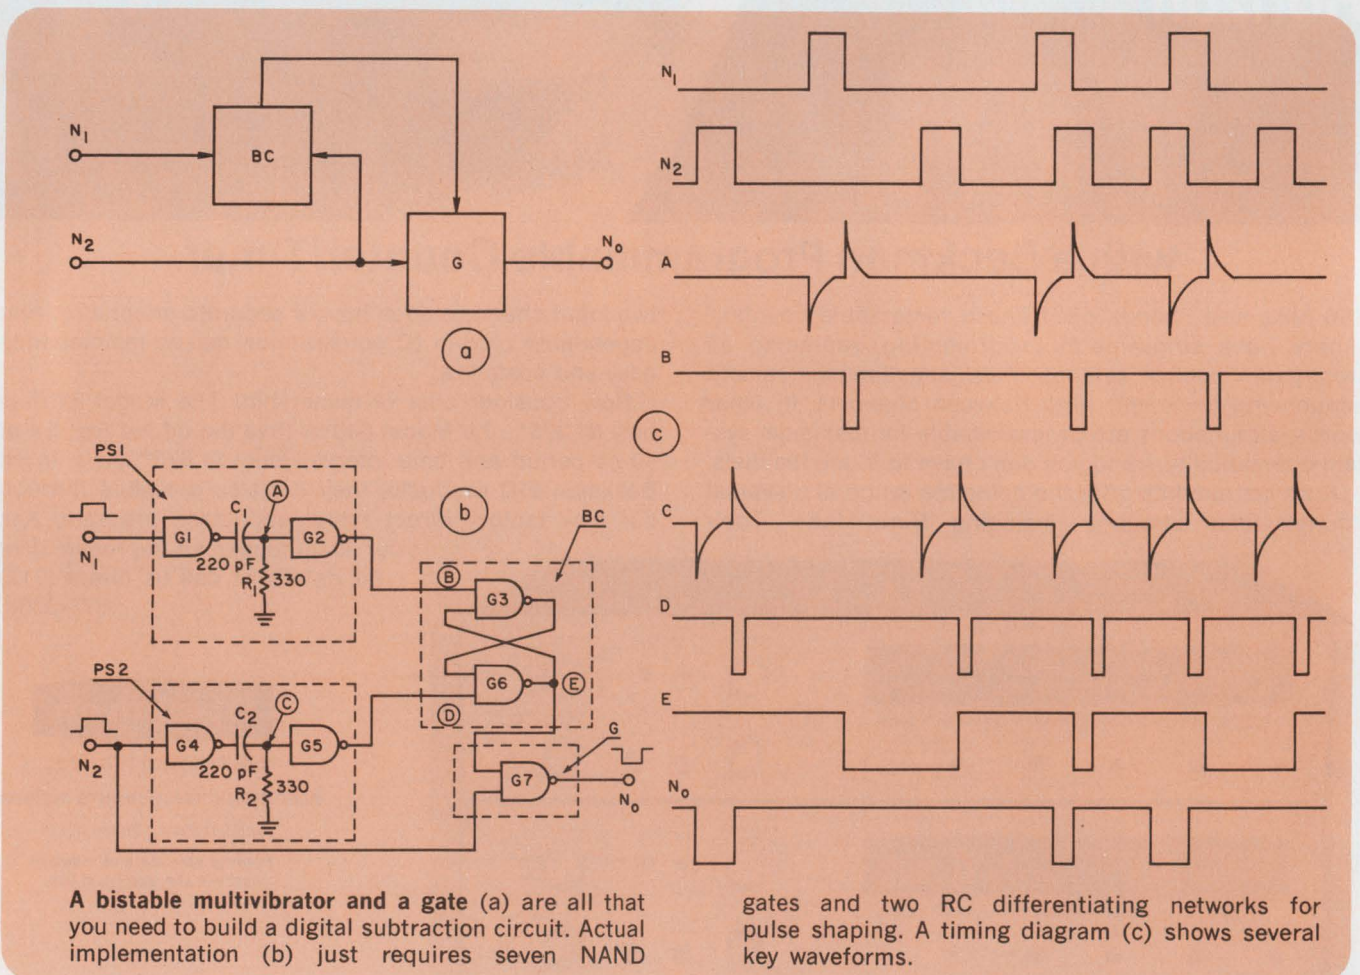 N1
BC
N2
G
No
a
PS1
A
C1
N1
G1
G2
220 pF
R1
330
b
BC
B
G3
G6
E
D
PS2
C
C2
N2
G4
G5
220 pF
R2
330
G
G7
No
N1
N2
A
B
c
C
D
E
No
A bistable multivibrator and a gate (a) are all that
you need to build a digital subtraction circuit. Actual
implementation (b) just requires seven NAND
gates and two RC differentiating networks for
pulse shaping. A timing diagram (c) shows several
key waveforms.